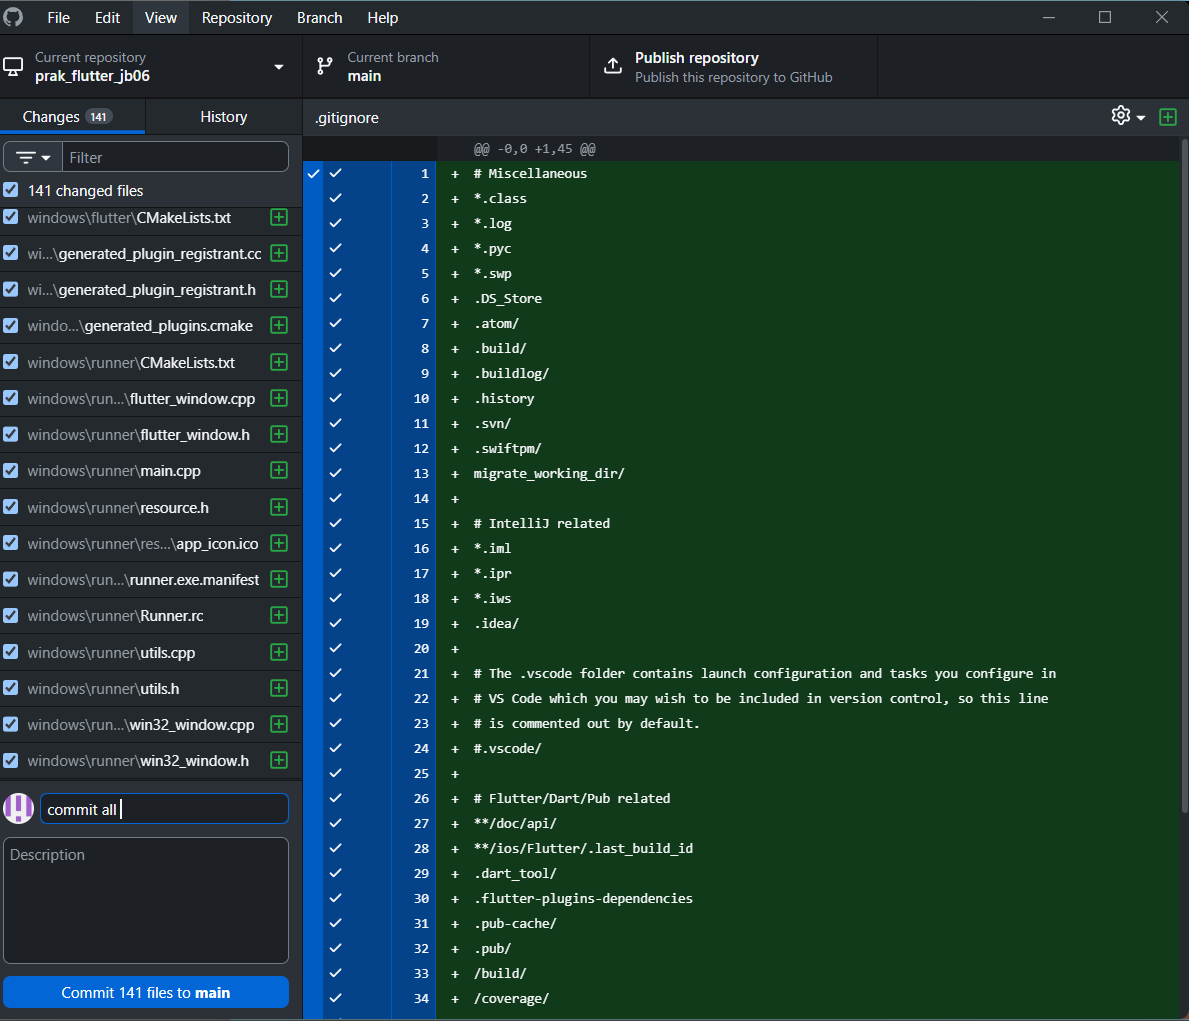 File Edit View Repository Branch Help
Current repository
prak_flutter_jb06
Current branch
main
Publish repository
Publish this repository to GitHub
Changes 141
History
.gitignore
Filter
141 changed files
windows\flutter\CMakeLists.txt
wi...\generated_plugin_registrant.cc
wi...\generated_plugin_registrant.h
windo...\generated_plugins.cmake
windows\runner\CMakeLists.txt
windows\run...\flutter_window.cpp
windows\runner\flutter_window.h
windows\runner\main.cpp
windows\runner\resource.h
windows\runner\res...\app_icon.ico
windows\run...\runner.exe.manifest
windows\runner\Runner.rc
windows\runner\utils.cpp
windows\runner\utils.h
windows\run...\win32_window.cpp
windows\runner\win32_window.h
commit all
Description
Commit 141 files to main
@@ -0,0 +1,45 @@
1 + # Miscellaneous
2 + *.class
3 + *.log
4 + *.pyc
5 + *.swp
6 + .DS_Store
7 + .atom/
8 + .build/
9 + .buildlog/
10 + .history
11 + .svn/
12 + .swiftpm/
13 + migrate_working_dir/
14 +
15 + # IntelliJ related
16 + *.iml
17 + *.ipr
18 + *.iws
19 + .idea/
20 +
21 + # The .vscode folder contains launch configuration and tasks you configure in
22 + # VS Code which you may wish to be included in version control, so this line
23 + # is commented out by default.
24 + #.vscode/
25 +
26 + # Flutter/Dart/Pub related
27 + **/doc/api/
28 + **/ios/Flutter/.last_build_id
29 + .dart_tool/
30 + .flutter-plugins-dependencies
31 + .pub-cache/
32 + .pub/
33 + /build/
34 + /coverage/